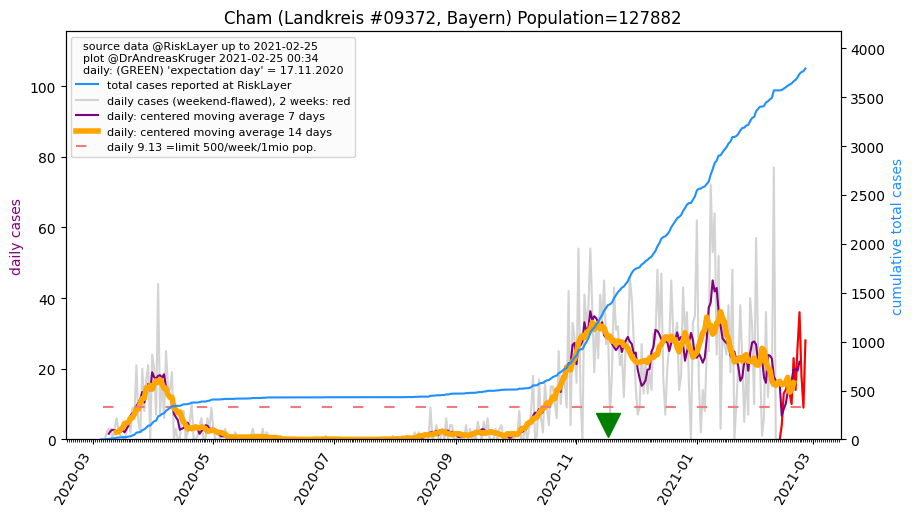 Cham (Landkreis #09372, Bayern) Population=127882
source data @RiskLayer up to 2021-02-25
plot @DrAndreasKruger 2021-02-25 00:34
daily: (GREEN) 'expectation day' = 17.11.2020
total cases reported at RiskLayer
daily cases (weekend-flawed), 2 weeks: red
daily: centered moving average 7 days
daily: centered moving average 14 days
daily 9.13 =limit 500/week/1mio pop.
daily cases
100
80
60
40
20
0
4000
3500
3000
2500
2000
1500
1000
500
0
cumulative total cases
2020-03
2020-05
2020-07
2020-09
2020-11
2021-01
2021-03